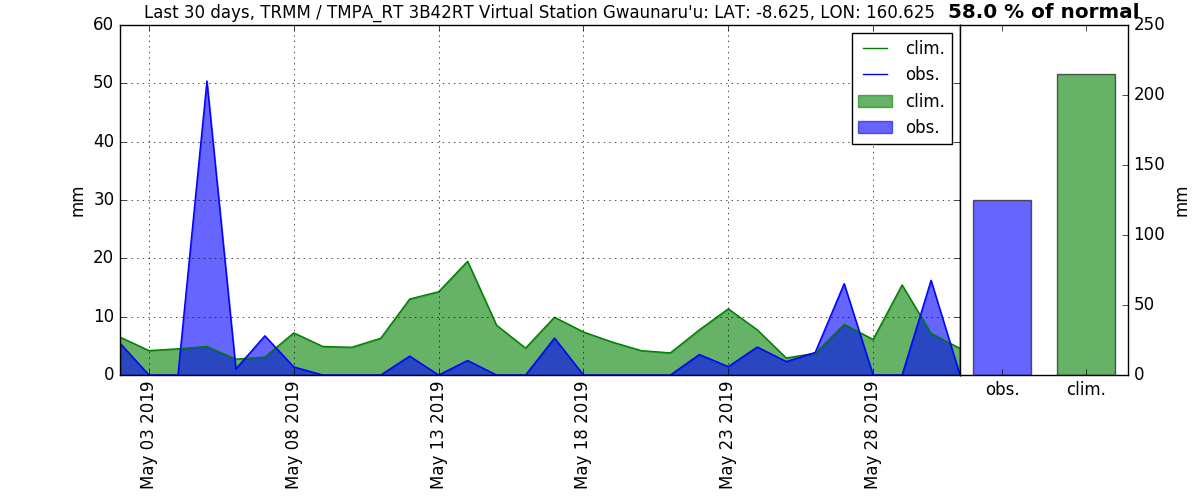 Last 30 days, TRMM / TMPA_RT 3B42RT Virtual Station Gwaunaru'u: LAT: -8.625, LON: 160.625
58.0 % of normal
mm
60
50
40
30
20
10
0
clim.
obs.
clim.
obs.
May 03 2019
May 08 2019
May 13 2019
May 18 2019
May 23 2019
May 28 2019
250
200
150
100
50
0
mm
obs.
clim.